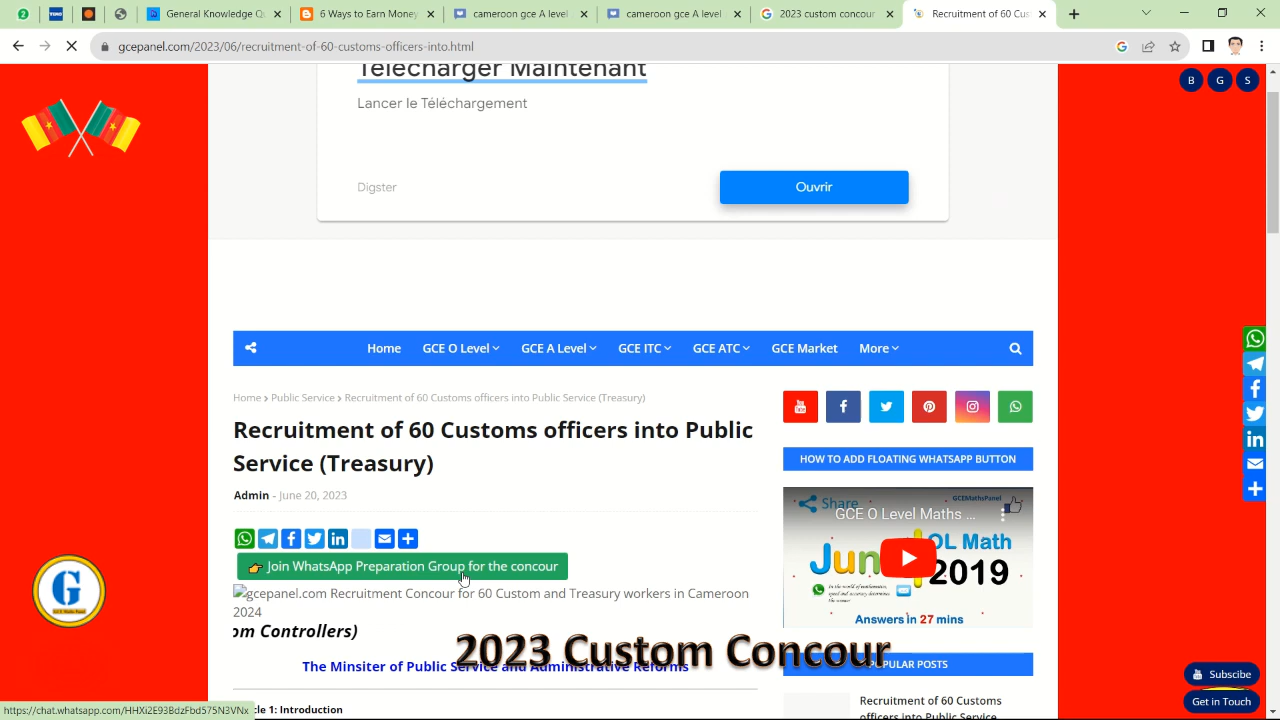 General Knowledge Q
6 WhatsApp to Earn Money
A Level
cameroon gce A level
2023 custom concour
Recruitment of 60 Cus
gcepanel.com/2023/06/recruitment-of-60-customs-officers-into.html
B G S
Télécharger Maintenant
Lancer le Téléchargement
Digster
Ouvrir
Home GCE O Level GCE A Level GCE ITC GCE ATC GCE Market More
Home > Public Service > Recruitment of 60 Customs officers into Public Service (Treasury)
Recruitment of 60 Customs officers into Public
Service (Treasury)
Admin - June 20, 2023
Join WhatsApp Preparation Group for the concour
gcepanel.com Recruitment Concour for 60 Custom and Treasury workers in Cameroon
2024
om Controllers)
The Minsiter of Public Service and Administrative Reforms
2023 Custom Concour
cle 1: Introduction
https://chat.whatsapp.com/HHXi2E93BdzFbd575N3VNx
HOW TO ADD FLOATING WHATSAPP BUTTON
Share
GCEMathsPanel
GCE O Level Maths ...
June OL Math
2019
Answers in 27 mins
POPULAR POSTS
Recruitment of 60 Customs
officers into Public Service
Subscibe
Get in Touch